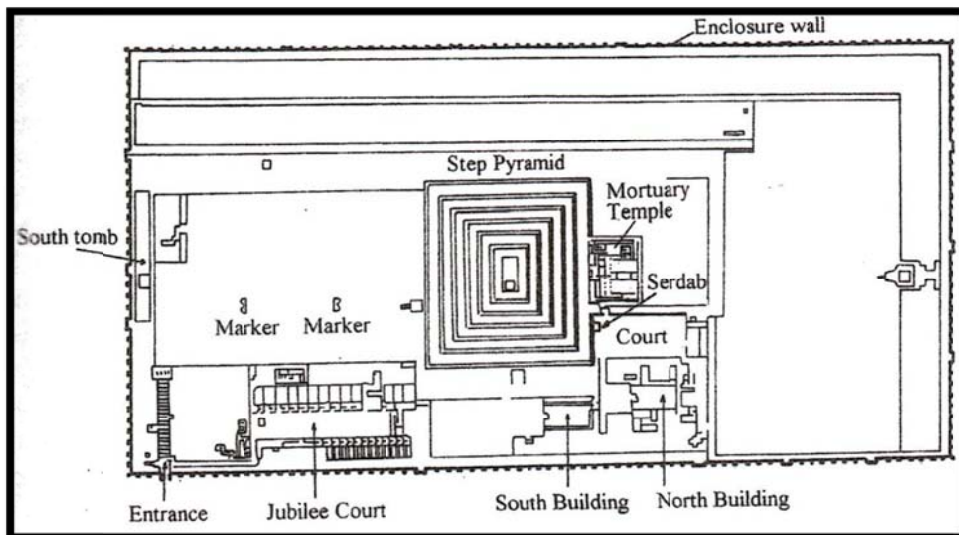 Enclosure wall
Step Pyramid
Mortuary
Temple
South tomb
Serdab
Marker
Marker
Court
Entrance
Jubilee Court
South Building
North Building